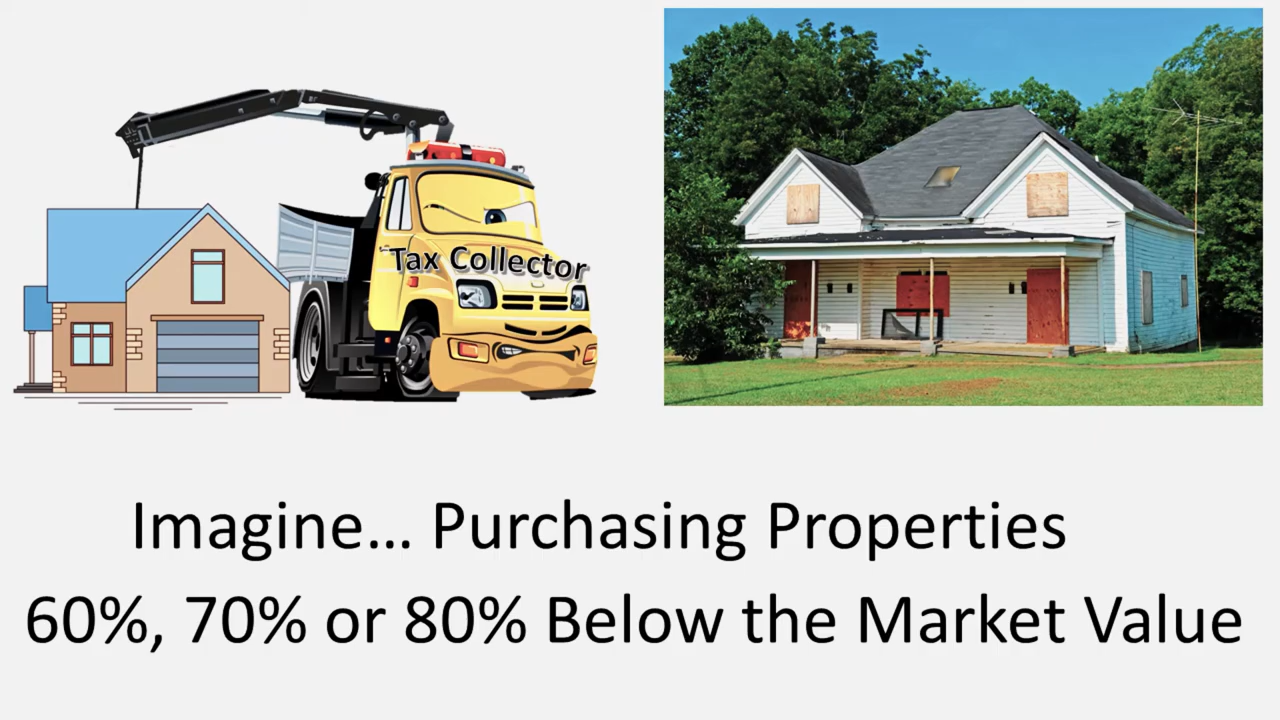 Tax Collector
Imagine... Purchasing Properties
60%, 70% or 80% Below the Market Value